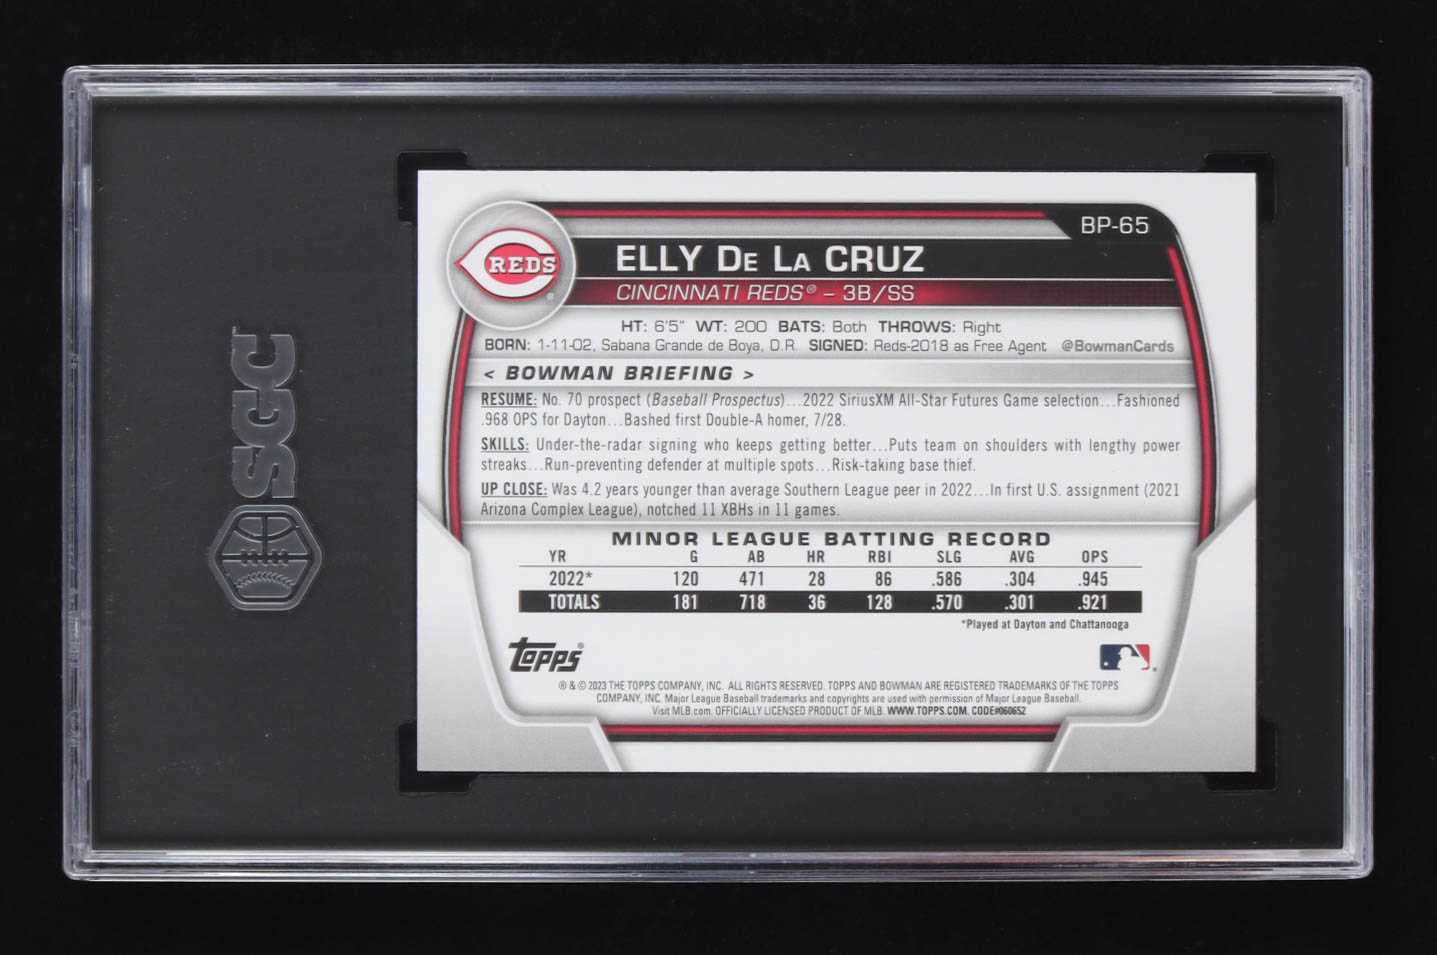 SGC
BP-65
REDS
ELLY DE LA CRUZ
CINCINNATI REDS® – 3B/SS
HT: 6'5" WT: 200 BATS: Both THROWS: Right
BORN: 1-11-02, Sabana Grande de Boya, D.R. SIGNED: Reds-2018 as Free Agent @BowmanCards
< BOWMAN BRIEFING >
RESUME: No. 70 prospect (Baseball Prospectus)...2022 SiriusXM All-Star Futures Game selection...Fashioned
.968 OPS for Dayton...Bashed first Double-A homer, 7/28.
SKILLS: Under-the-radar signing who keeps getting better...Puts team on shoulders with lengthy power
streaks...Run-preventing defender at multiple spots...Risk-taking base thief.
UP CLOSE: Was 4.2 years younger than average Southern League peer in 2022...In first U.S. assignment (2021
Arizona Complex League), notched 11 XBHs in 11 games.
MINOR LEAGUE BATTING RECORD
YR G AB HR RBI SLG AVG OPS
2022* 120 471 28 86 .586 .304 .945
TOTALS 181 718 36 128 .570 .301 .921
*Played at Dayton and Chattanooga
TOPPS®
® & © 2023 THE TOPPS COMPANY, INC. ALL RIGHTS RESERVED. TOPPS AND BOWMAN ARE REGISTERED TRADEMARKS OF THE TOPPS
COMPANY, INC. Major League Baseball trademarks and copyrights are used with permission of Major League Baseball.
Visit MLB.com. OFFICIALLY LICENSED PRODUCT OF MLB. WWW.TOPPS.COM. CODE#060652